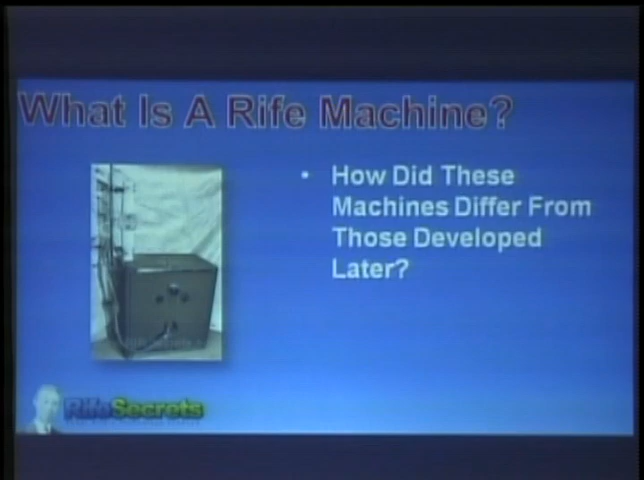 What Is A Rife Machine?
• How Did These
Machines Differ From
Those Developed
Later?
RifeSecrets